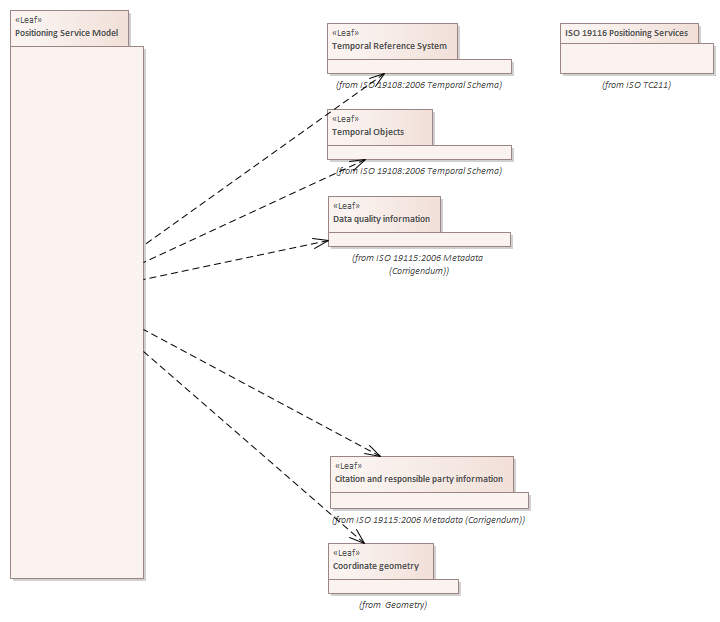 «Leaf»
Positioning Service Model
«Leaf»
Temporal Reference System
(from ISO 19108:2006 Temporal Schema)
ISO 19116 Positioning Services
(from ISO TC211)
«Leaf»
Temporal Objects
(from ISO 19108:2006 Temporal Schema)
«Leaf»
Data quality information
(from ISO 19115:2006 Metadata
(Corrigendum))
«Leaf»
Citation and responsible party information
(from ISO 19115:2006 Metadata (Corrigendum))
«Leaf»
Coordinate geometry
(from Geometry)